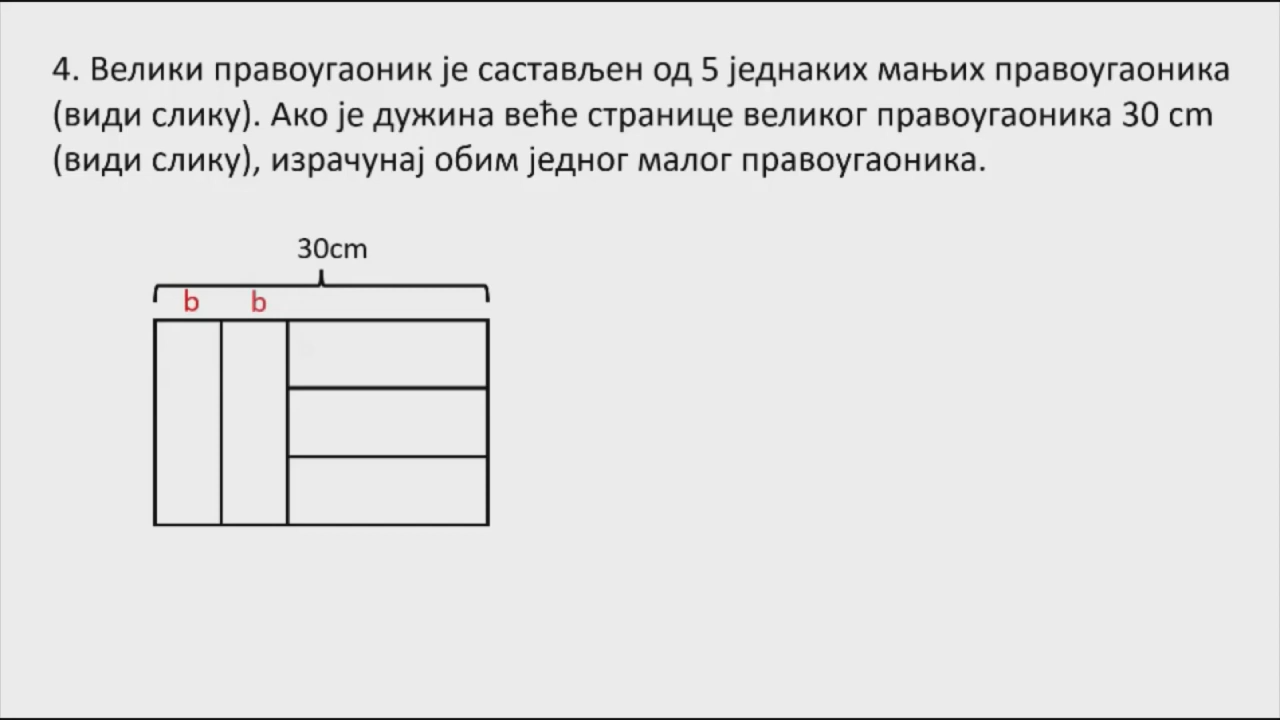 4. Велики правоугаоник је састављен од 5 једнаких мањих правоугаоника
(види слику). Ако је дужина веће странице великог правоугаоника 30 cm
(види слику), израчунај обим једног малог правоугаоника.
30cm
b b